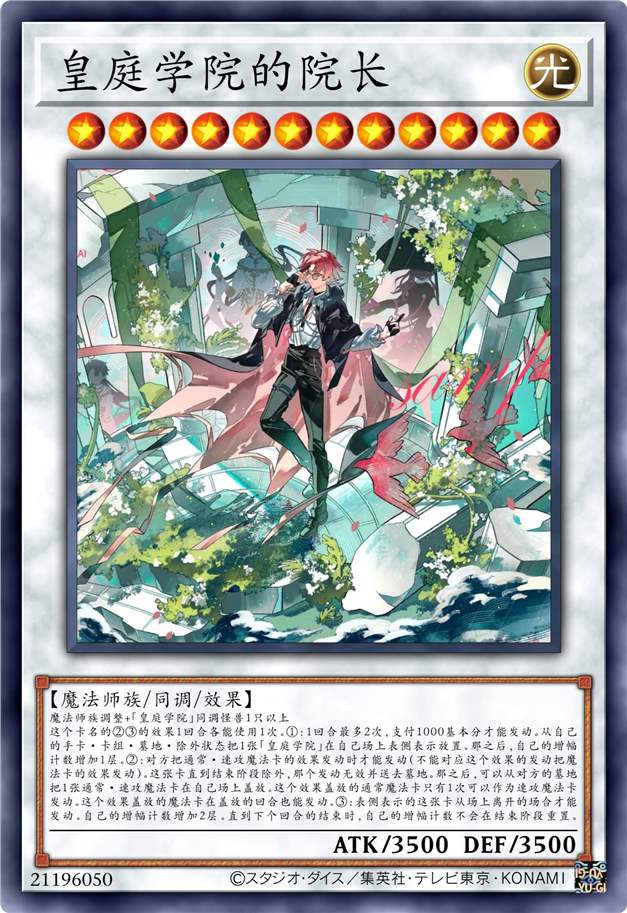 皇庭学院的院长
光
sample
【魔法师族/同调/效果】
魔法师族调整+「皇庭学院」同调怪兽1只以上
这个卡名的②③的效果1回合各能使用1次。①:1回合最多2次,支付1000基本分才能发动。从自己
的手卡·卡组·墓地·除外状态把1张「皇庭学院」在自己场上表侧表示放置。那之后,自己的增幅
计数增加1层。②:对方把通常·速攻魔法卡的效果发动时才能发动(不能对应这个效果的发动把魔
法卡的效果发动)。这张卡直到结束阶段除外,那个发动无效并送去墓地。那之后,可以从对方的墓地
把1张通常·速攻魔法卡在自己场上盖放。这个效果盖放的通常魔法卡只有1次可以作为速攻魔法卡
发动。这个效果盖放的魔法卡在盖放的回合也能发动。③:表侧表示的这张卡从场上离开的场合才能
发动。自己的增幅计数增加2层。直到下个回合的结束时,自己的增幅计数不会在结束阶段重置。
ATK/3500 DEF/3500
21196050
©スタジオ·ダイス/集英社·テレビ東京·KONAMI
YU-GI